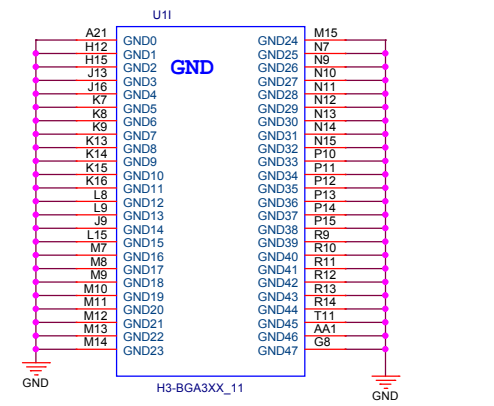 U1I
A21 GND0 GND24 M15
H12 GND1 GND25 N7
H15 GND2 GND GND26 N9
J13 GND3 GND27 N10
J16 GND4 GND28 N11
K7 GND5 GND29 N12
K8 GND6 GND30 N13
K9 GND7 GND31 N14
K13 GND8 GND32 N15
K14 GND9 GND33 P10
K15 GND10 GND34 P11
K16 GND11 GND35 P12
L8 GND12 GND36 P13
L9 GND13 GND37 P14
J9 GND14 GND38 P15
L15 GND15 GND39 R9
M7 GND16 GND40 R10
M8 GND17 GND41 R11
M9 GND18 GND42 R12
M10 GND19 GND43 R13
M11 GND20 GND44 R14
M12 GND21 GND45 T11
M13 GND22 GND46 AA1
M14 GND23 GND47 G8
GND H3-BGA3XX_11 GND